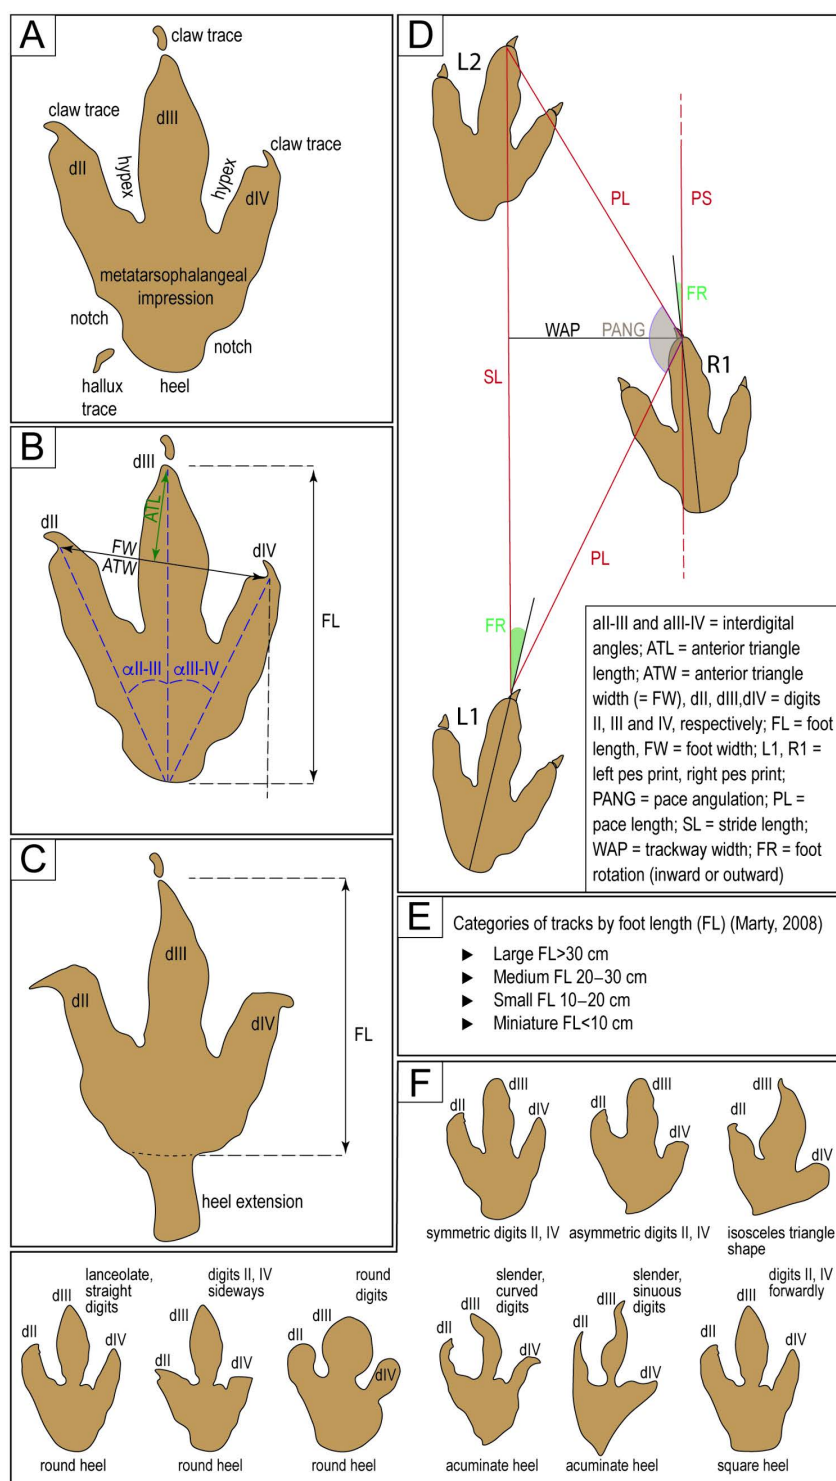 A
claw trace
claw trace
dIII
claw trace
dII
hypex
hypex
dIV
metatarsophalangeal
impression
notch
notch
hallux
trace
heel
B
dIII
ATL
dII
FW
ATW
dIV
FL
αII-III
αIII-IV
C
dIII
dII
dIV
FL
heel extension
D
L2
PL
PS
FR
WAP
PANG
R1
SL
PL
FR
L1
aII-III and aIII-IV = interdigital
angles; ATL = anterior triangle
length; ATW = anterior triangle
width (= FW), dII, dIII,dIV = digits
II, III and IV, respectively; FL = foot
length, FW = foot width; L1, R1 =
left pes print, right pes print;
PANG = pace angulation; PL =
pace length; SL = stride length;
WAP = trackway width; FR = foot
rotation (inward or outward)
E
Categories of tracks by foot length (FL) (Marty, 2008)
► Large FL>30 cm
► Medium FL 20–30 cm
► Small FL 10–20 cm
► Miniature FL<10 cm
F
dIII
dII
dIV
symmetric digits II, IV
dIII
dII
dIV
asymmetric digits II, IV
dIII
dII
dIV
isosceles triangle
shape
lanceolate,
straight
digits
dIII
dII
dIV
round heel
digits II, IV
sideways
dIII
dII
dIV
round heel
round
digits
dIII
dII
dIV
round heel
slender,
curved
digits
dIII
dII
dIV
acuminate heel
slender,
sinuous
digits
dIII
dII
dIV
acuminate heel
digits II, IV
forwardly
dIII
dII
dIV
square heel